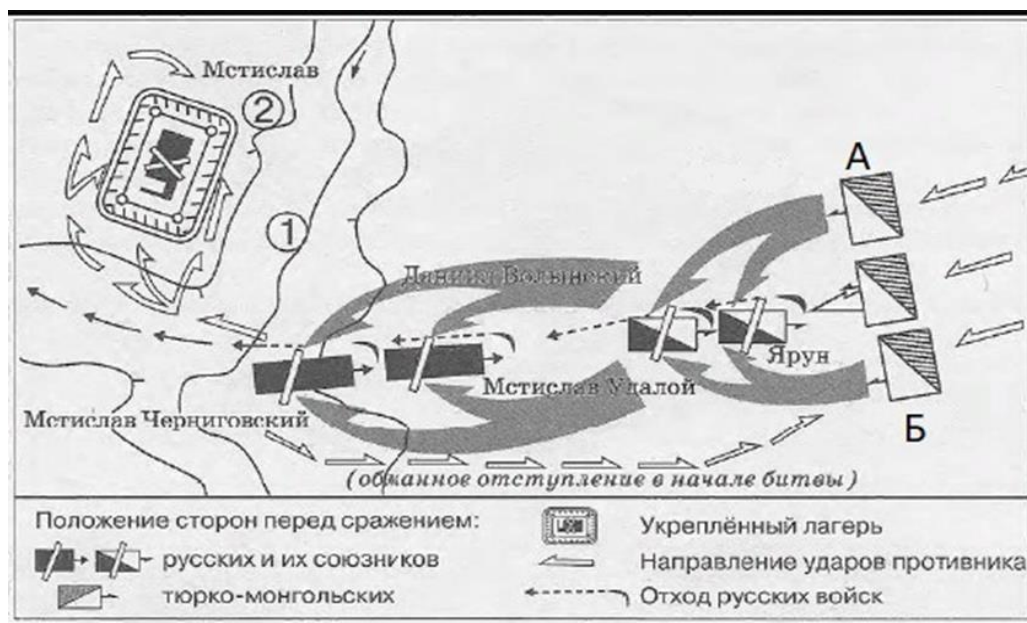 Мстислав
2
А
1
Даниил Волынский
Ярун
Мстислав Удалой
Мстислав Черниговский
Б
(обманное отступление в начале битвы)
Положение сторон перед сражением:
русских и их союзников
тюрко-монгольских
Укреплённый лагерь
Направление ударов противника
Отход русских войск